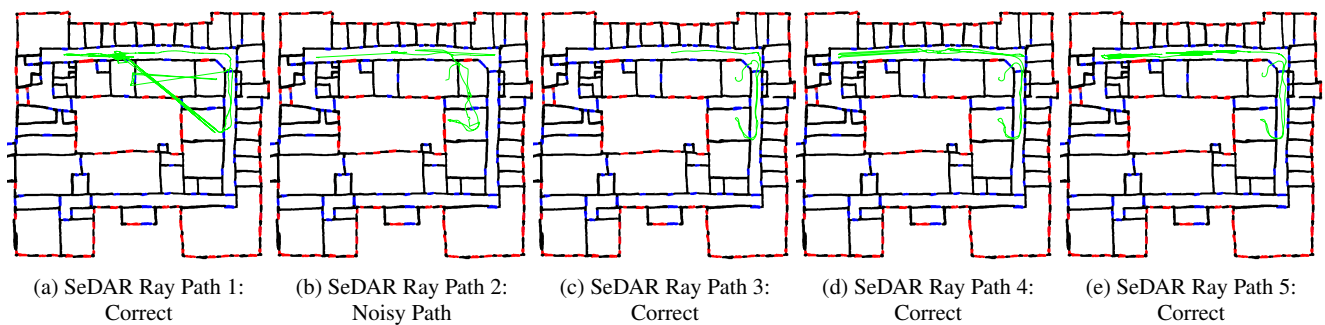 (a) SeDAR Ray Path 1:
Correct
(b) SeDAR Ray Path 2:
Noisy Path
(c) SeDAR Ray Path 3:
Correct
(d) SeDAR Ray Path 4:
Correct
(e) SeDAR Ray Path 5:
Correct